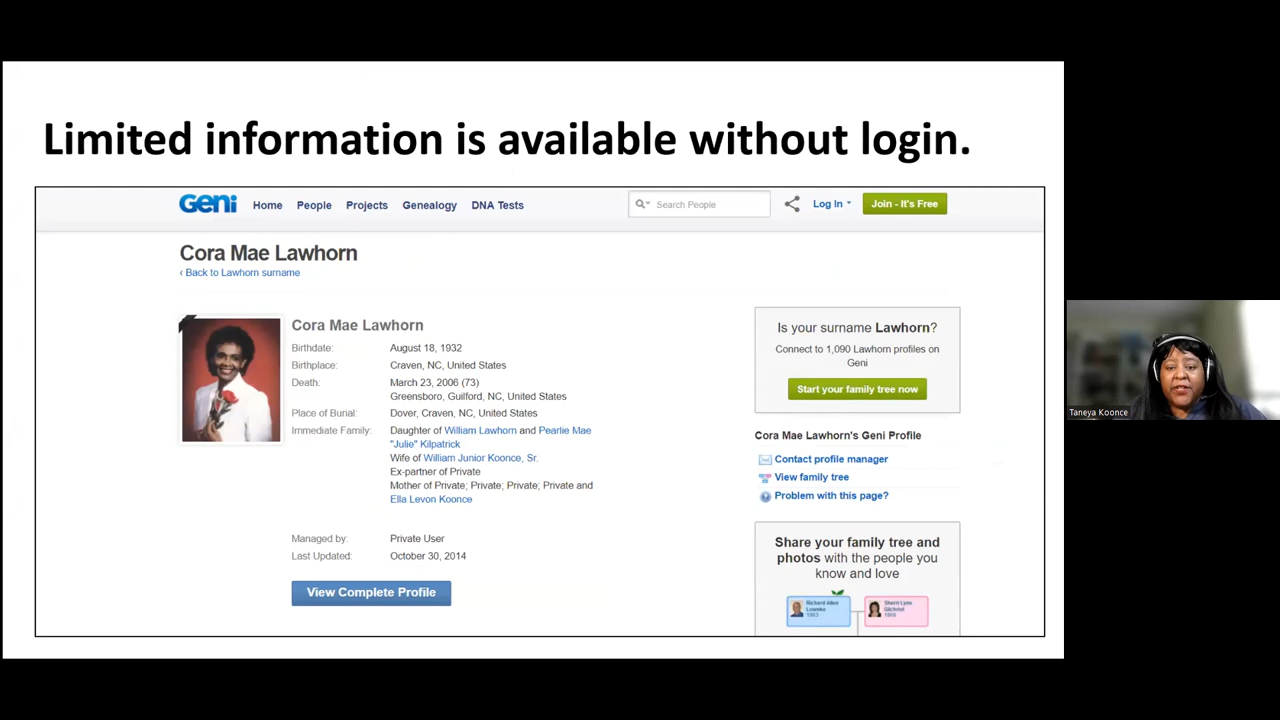 Limited information is available without login.
Geni Home People Projects Genealogy DNA Tests Search People Log In Join - It's Free
Cora Mae Lawhorn
‹ Back to Lawhorn surname
Cora Mae Lawhorn
Birthdate: August 18, 1932
Birthplace: Craven, NC, United States
Death: March 23, 2006 (73)
Greensboro, Guilford, NC, United States
Place of Burial: Dover, Craven, NC, United States
Immediate Family: Daughter of William Lawhorn and Pearlie Mae
"Julie" Kilpatrick
Wife of William Junior Koonce, Sr.
Ex-partner of Private
Mother of Private; Private; Private; Private and
Ella Levon Koonce
Managed by: Private User
Last Updated: October 30, 2014
View Complete Profile
Is your surname Lawhorn?
Connect to 1,090 Lawhorn profiles on
Geni
Start your family tree now
Cora Mae Lawhorn's Geni Profile
Contact profile manager
View family tree
Problem with this page?
Share your family tree and
photos with the people you
know and love
Richard Allen
Sherri Lynn
Gilchrist
Taneya Koonce